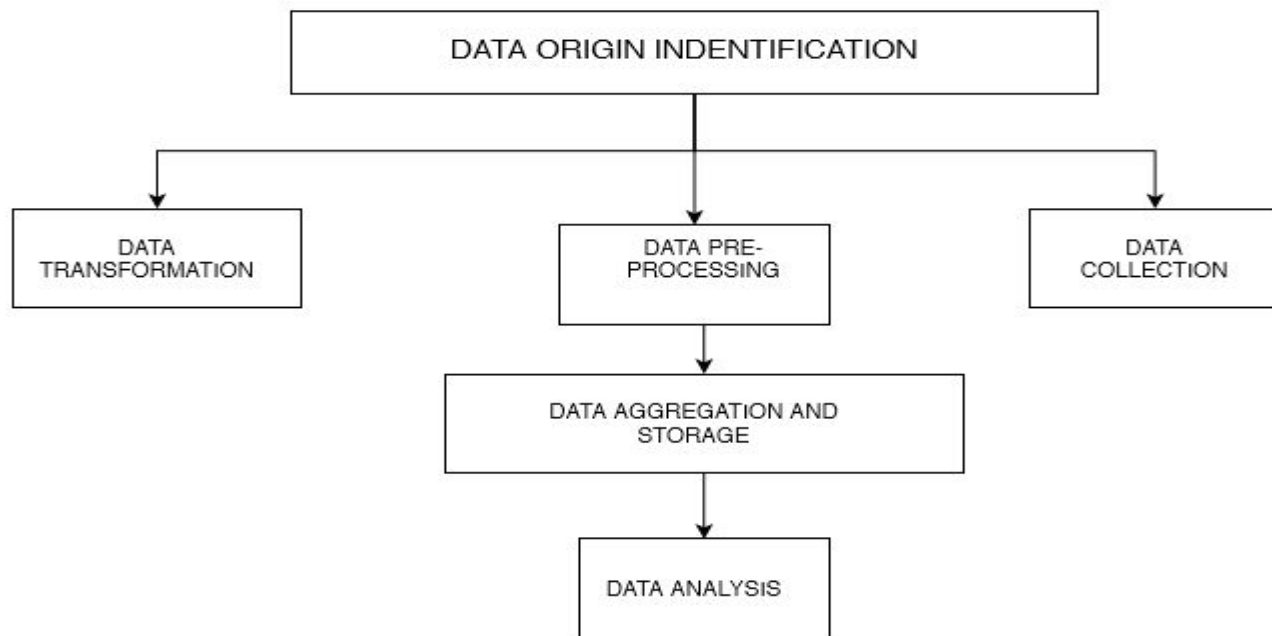 DATA ORIGIN INDENTIFICATION
DATA
TRANSFORMATION
DATA PRE-
PROCESSING
DATA
COLLECTION
DATA AGGREGATION AND
STORAGE
DATA ANALYSIS